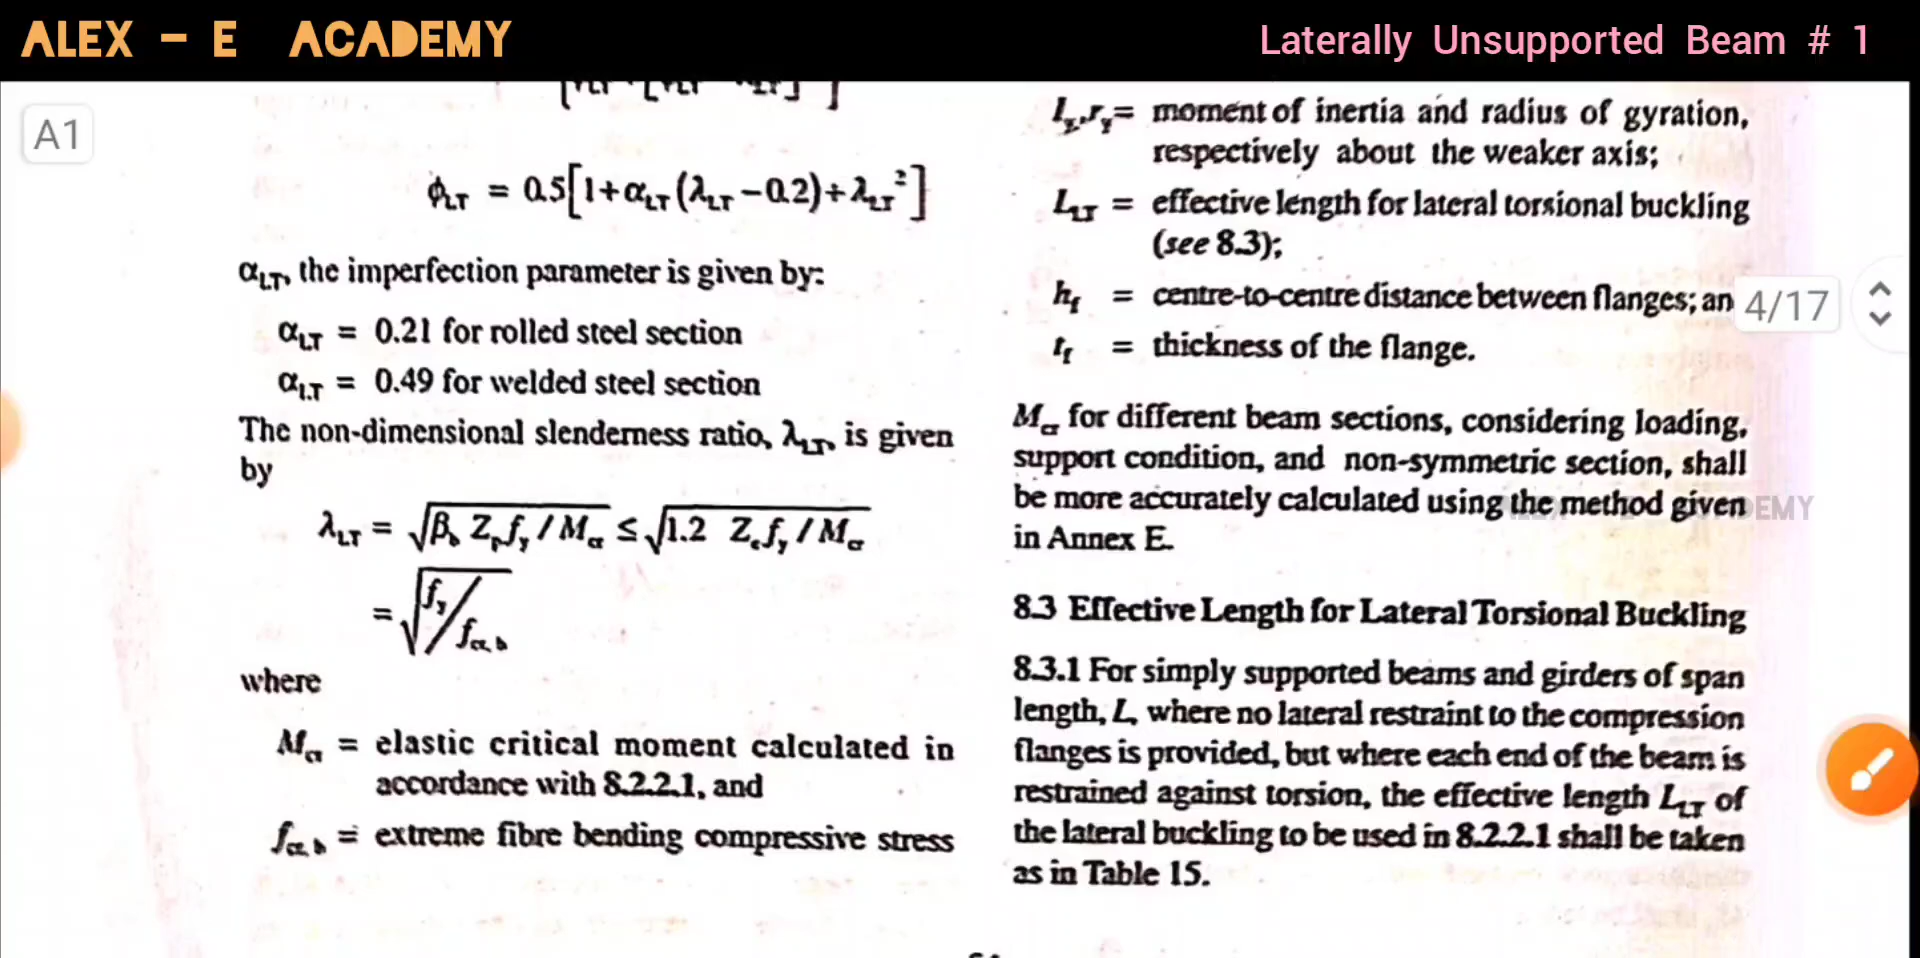 ALEX - E ACADEMY
Laterally Unsupported Beam # 1
A1
ϕLT = 0.5[1+αLT (λLT −0.2)+λLT²]
αLT, the imperfection parameter is given by:
αLT = 0.21 for rolled steel section
αLT = 0.49 for welded steel section
The non-dimensional slenderness ratio, λLT, is given
by
λLT = √βb Zp fy / Mcr ≤ √1.2 Ze fy / Mcr
= √fy / fcr,b
where
Mcr = elastic critical moment calculated in
accordance with 8.2.2.1, and
fcr,b = extreme fibre bending compressive stress
Iy, ry = moment of inertia and radius of gyration,
respectively about the weaker axis;
LLT = effective length for lateral torsional buckling
(see 8.3);
hf = centre-to-centre distance between flanges; an
4/17
tf = thickness of the flange.
Mcr for different beam sections, considering loading,
support condition, and non-symmetric section, shall
be more accurately calculated using the method given
in Annex E.
8.3 Effective Length for Lateral Torsional Buckling
8.3.1 For simply supported beams and girders of span
length, L, where no lateral restraint to the compression
flanges is provided, but where each end of the beam is
restrained against torsion, the effective length LLT of
the lateral buckling to be used in 8.2.2.1 shall be taken
as in Table 15.